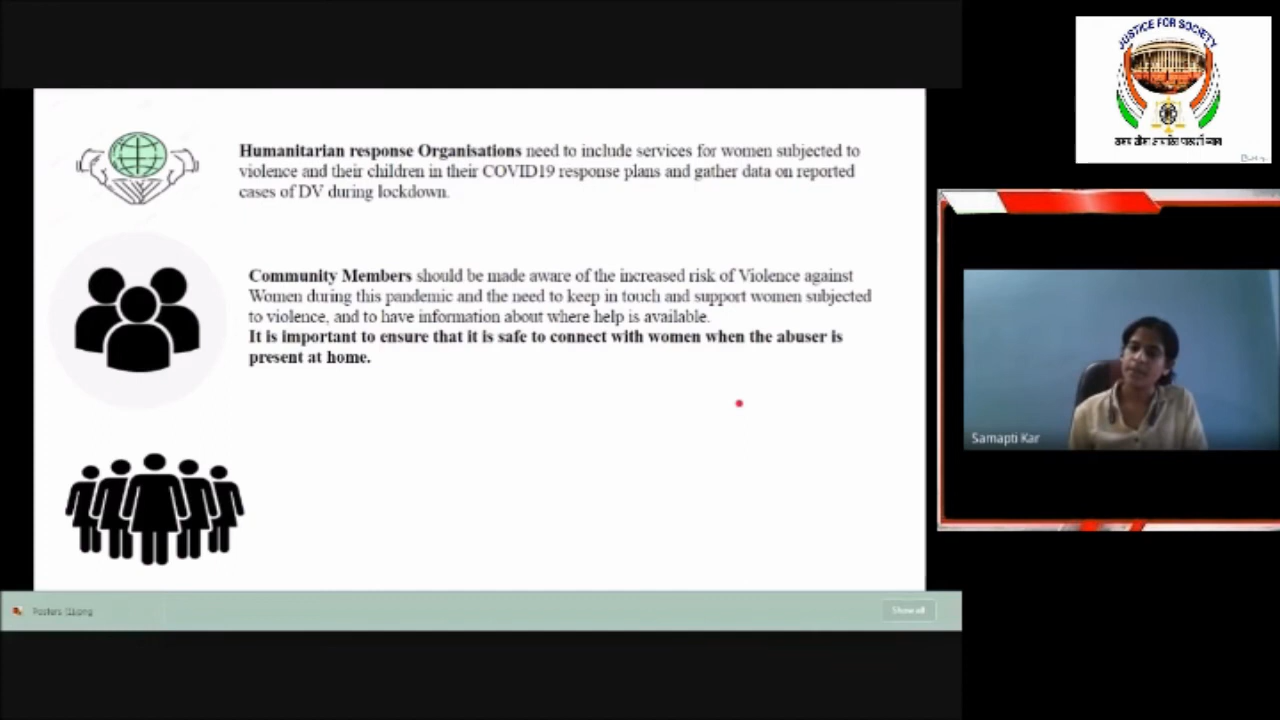 Humanitarian response Organisations need to include services for women subjected to
violence and their children in their COVID19 response plans and gather data on reported
cases of DV during lockdown.
Community Members should be made aware of the increased risk of Violence against
Women during this pandemic and the need to keep in touch and support women subjected
to violence, and to have information about where help is available.
It is important to ensure that it is safe to connect with women when the abuser is
present at home.
Show all
JUSTICE FOR SOCIETY
Samapti Kar